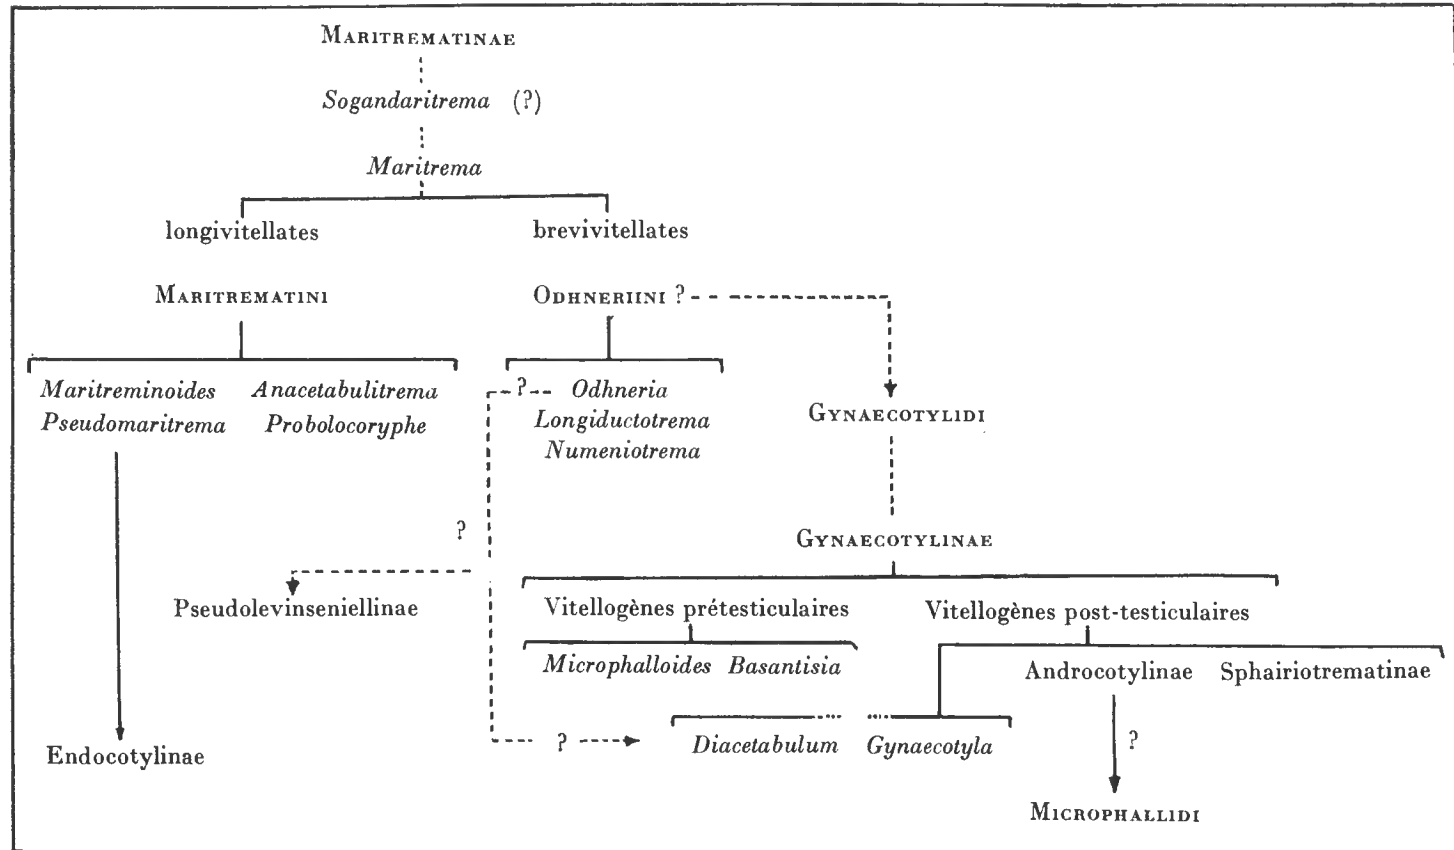 MARITREMATINAE
Sogandaritrema (?)
Maritrema
longivitellates brevivitellates
MARITREMATINI ODHNERIINI ?
Maritreminoides Anacetabulitrema ? Odhneria
Pseudomaritrema Probolocoryphe Longiductotrema GYNAECOTYLIDI
Numeniotrema
?
GYNAECOTYLINAE
Pseudolevinseniellinae Vitellogènes prétesticulaires Vitellogènes post-testiculaires
Microphalloides Basantisia Androcotylinae Sphairiotrematinae
? Diacetabulum Gynaecotyla ?
Endocotylinae
MICROPHALLIDI